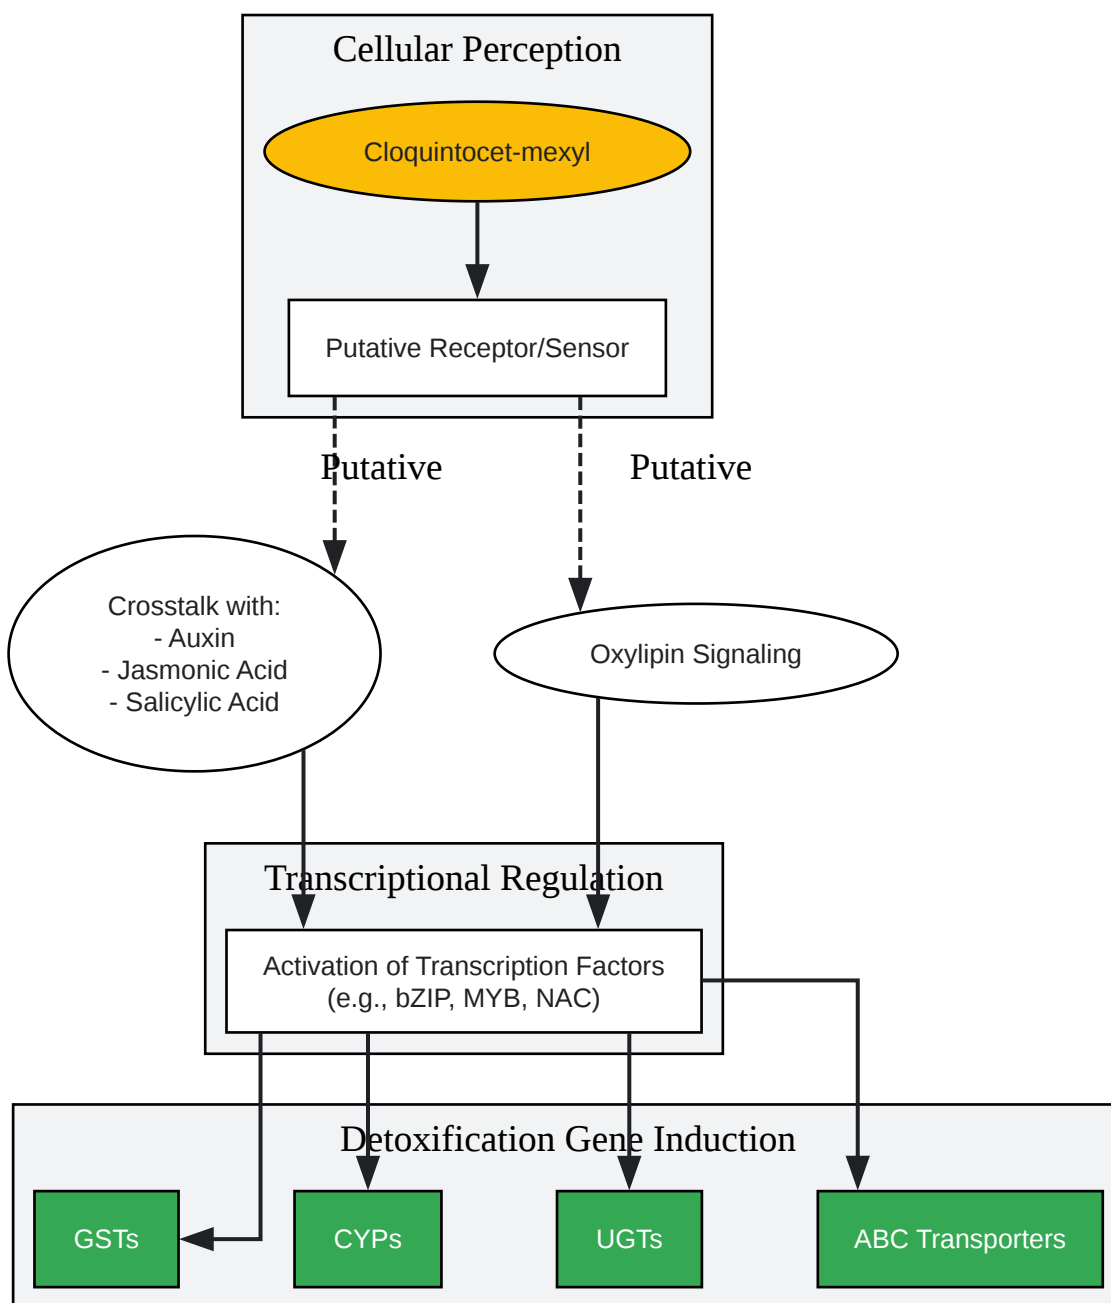 Cellular Perception
Cloquintocet-mexyl
Putative Receptor/Sensor
Putative
Putative
Crosstalk with:
- Auxin
- Jasmonic Acid
- Salicylic Acid
Oxylipin Signaling
Transcriptional Regulation
Activation of Transcription Factors
(e.g., bZIP, MYB, NAC)
Detoxification Gene Induction
GSTs
CYPs
UGTs
ABC Transporters